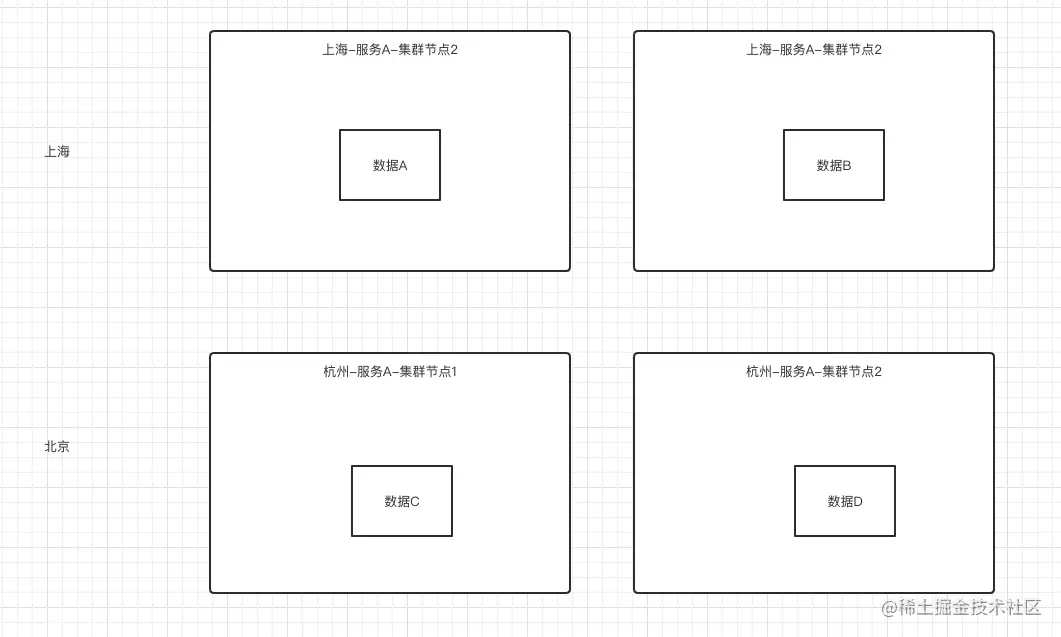 上海-服务A-集群节点2
上海-服务A-集群节点2
上海
数据A
数据B
杭州-服务A-集群节点1
杭州-服务A-集群节点2
北京
数据C
数据D
@稀土掘金技术社区